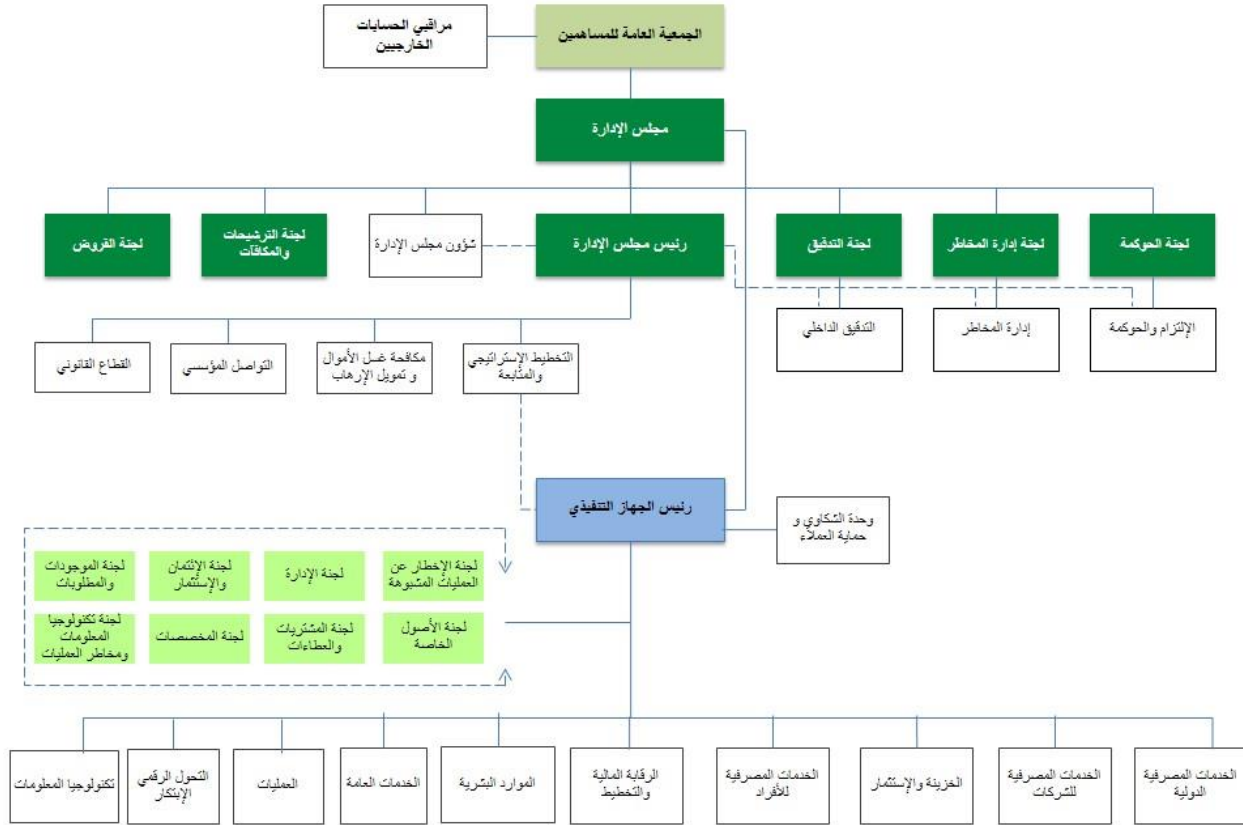 الجمعية العامة للمساهمين
مراقبي الحسابات
الخارجيين
مجلس الإدارة
لجنة الحوكمة
لجنة إدارة المخاطر
لجنة التدقيق
رئيس مجلس الإدارة
شؤون مجلس الإدارة
لجنة الترشيحات
والمكافآت
لجنة القروض
الإلتزام والحوكمة
إدارة المخاطر
التدقيق الداخلي
التخطيط الإستراتيجي
والمتابعة
مكافحة غسل الأموال
و تمويل الإرهاب
التواصل المؤسسي
القطاع القانوني
رئيس الجهاز التنفيذي
وحدة الشكاوي و
حماية العملاء
لجنة الإخطار عن
العمليات المشبوهة
لجنة الإدارة
لجنة الإئتمان
والإستثمار
لجنة الموجودات
والمطلوبات
لجنة الأصول
الخاصة
لجنة المشتريات
والعطاءات
لجنة المخصصات
لجنة تكنولوجيا
المعلومات
ومخاطر العمليات
الخدمات المصرفية
الدولية
الخدمات المصرفية
للشركات
الخزينة والإستثمار
الخدمات المصرفية
للأفراد
الرقابة المالية
والتخطيط
الموارد البشرية
الخدمات العامة
العمليات
التحول الرقمي
الإبتكار
تكنولوجيا المعلومات